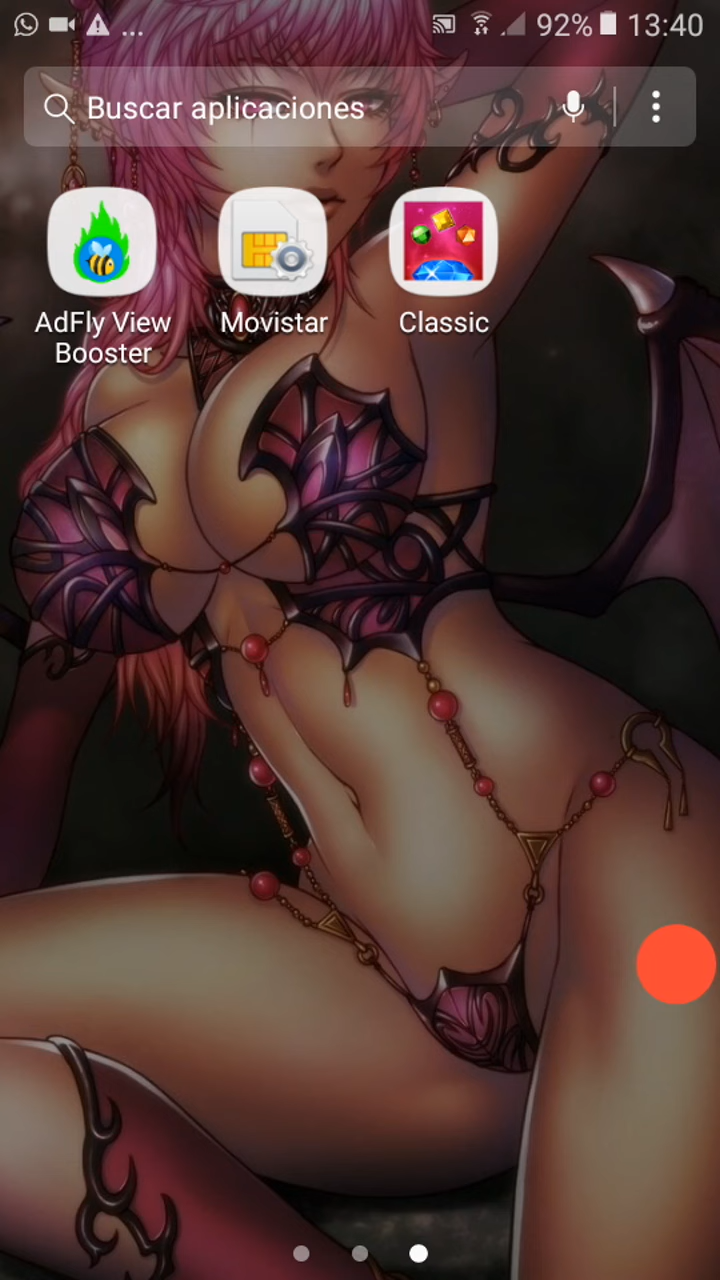 ... 92% 13:40
Buscar aplicaciones
AdFly View
Booster
Movistar
Classic